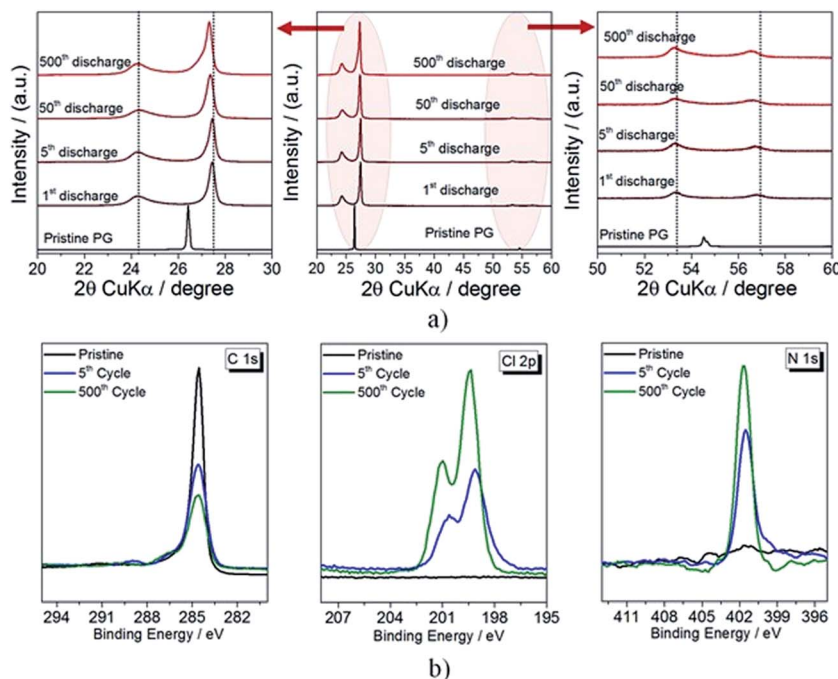 Intensity / (a.u.)
500th discharge
50th discharge
5th discharge
1st discharge
Pristine PG
20 22 24 26 28 30
2θ CuKα / degree
Intensity / (a.u.)
500th discharge
50th discharge
5th discharge
1st discharge
Pristine PG
20 25 30 35 40 45 50 55 60
2θ CuKα / degree
Intensity / (a.u.)
500th discharge
50th discharge
5th discharge
1st discharge
Pristine PG
50 52 54 56 58 60
2θ CuKα / degree
a)
Pristine
5th Cycle
500th Cycle
C 1s
294 291 288 285 282
Binding Energy / eV
Pristine
5th Cycle
500th Cycle
Cl 2p
207 204 201 198 195
Binding Energy / eV
Pristine
5th Cycle
500th Cycle
N 1s
411 408 405 402 399 396
Binding Energy / eV
b)